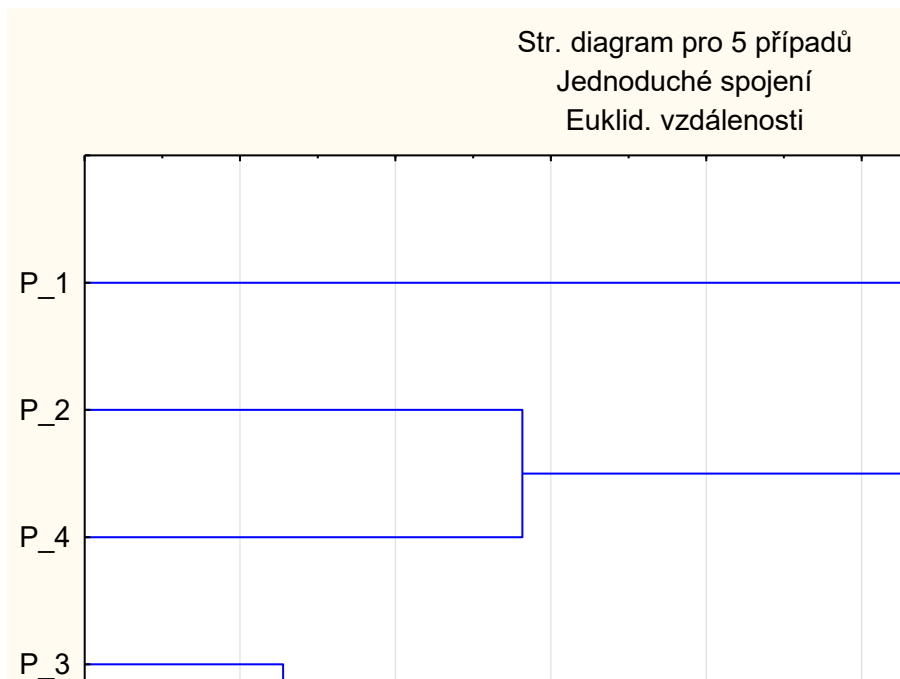 Str. diagram pro 5 případů
Jednoduché spojení
Euklid. vzdálenosti
P_1
P_2
P_4
P_3